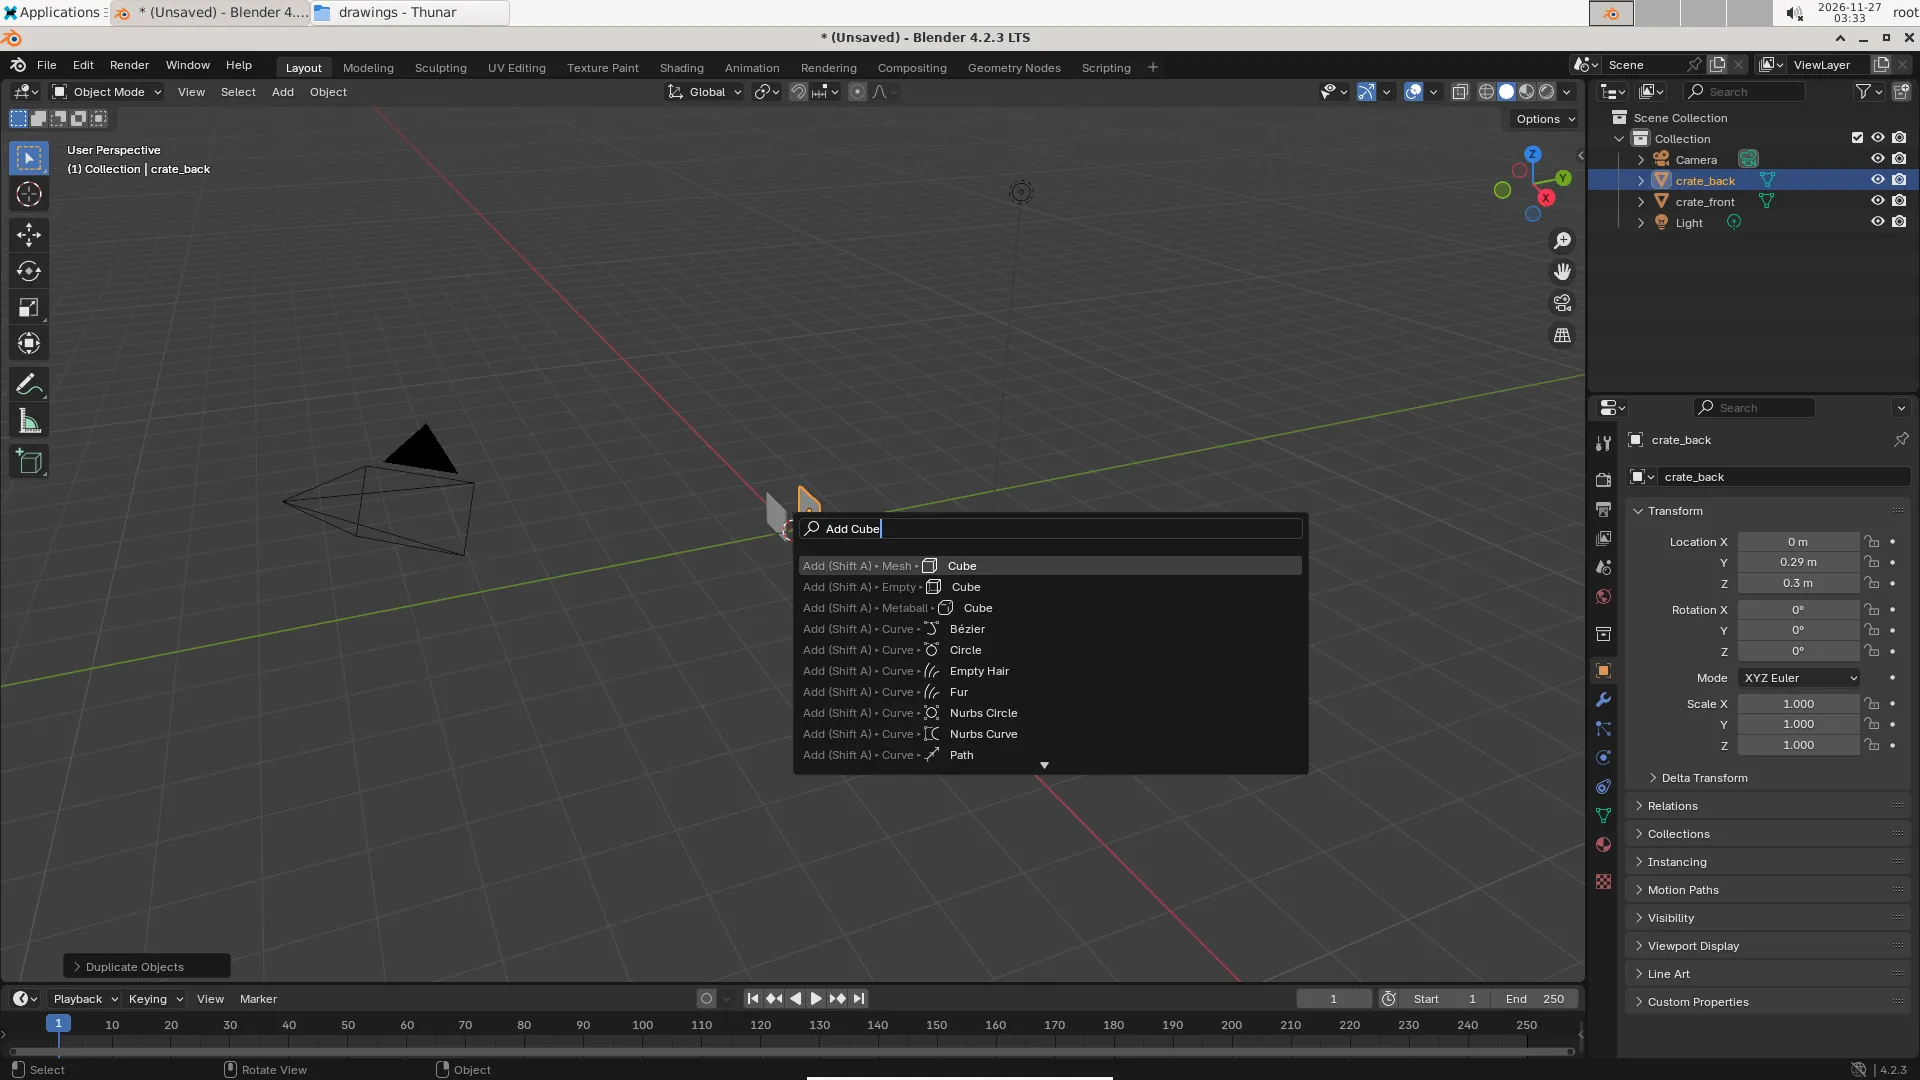 Applications
* (Unsaved) - Blender 4....
drawings - Thunar
2026-11-27
03:33
root
* (Unsaved) - Blender 4.2.3 LTS
File Edit Render Window Help
Layout Modeling Sculpting UV Editing Texture Paint Shading Animation Rendering Compositing Geometry Nodes Scripting
Scene
ViewLayer
Object Mode View Select Add Object
Global
Search
Options
User Perspective
(1) Collection | crate_back
Z
Y
X
Scene Collection
Collection
Camera
crate_back
crate_front
Light
Add Cube
Add (Shift A) Mesh Cube
Add (Shift A) Empty Cube
Add (Shift A) Metaball Cube
Add (Shift A) Curve Bézier
Add (Shift A) Curve Circle
Add (Shift A) Curve Empty Hair
Add (Shift A) Curve Fur
Add (Shift A) Curve Nurbs Circle
Add (Shift A) Curve Nurbs Curve
Add (Shift A) Curve Path
Search
crate_back
crate_back
Transform
Location X 0 m
Y 0.29 m
Z 0.3 m
Rotation X 0°
Y 0°
Z 0°
Mode XYZ Euler
Scale X 1.000
Y 1.000
Z 1.000
Delta Transform
Relations
Collections
Instancing
Motion Paths
Visibility
Viewport Display
Line Art
Custom Properties
Duplicate Objects
Playback Keying View Marker
1
Start 1
End 250
1 10 20 30 40 50 60 70 80 90 100 110 120 130 140 150 160 170 180 190 200 210 220 230 240 250
Select
Rotate View
Object
4.2.3